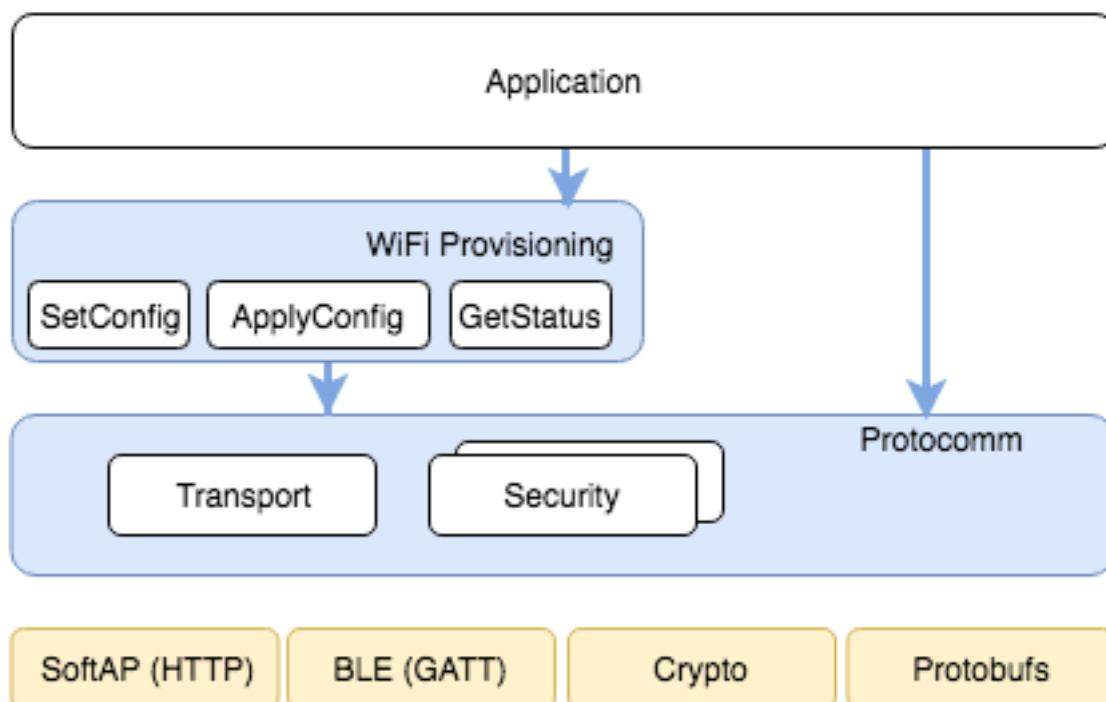 Application
WiFi Provisioning
SetConfig
ApplyConfig
GetStatus
Protocomm
Transport
Security
SoftAP (HTTP)
BLE (GATT)
Crypto
Protobufs